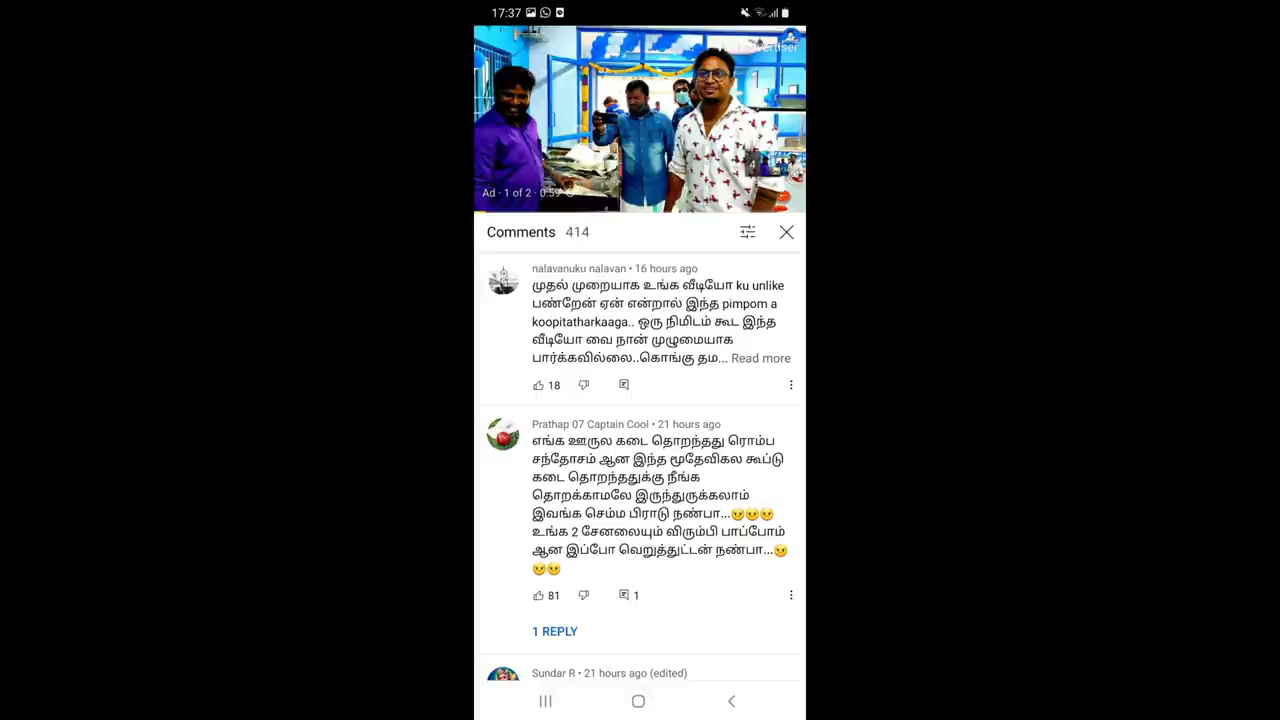 17:37
Ad · 1 of 2 · 0:59
Comments 414
nalavanuku nalavan • 16 hours ago
முதல் முறையாக உங்க வீடியோ ku unlike
பண்றேன் ஏன் என்றால் இந்த pimpom a
koopitatharkaaga.. ஒரு நிமிடம் கூட இந்த
வீடியோ வை நான் முழுமையாக
பார்க்கவில்லை..கொங்கு தம... Read more
18
Prathap 07 Captain Cool • 21 hours ago
எங்க ஊருல கடை தொறந்தது ரொம்ப
சந்தோசம் ஆன இந்த மூதேவிகல கூப்டு
கடை தொறந்ததுக்கு நீங்க
தொறக்காமலே இருந்துருக்கலாம்
இவங்க செம்ம பிராடு நண்பா...😠😠😠
உங்க 2 சேனலையும் விரும்பி பாப்போம்
ஆன இப்போ வெறுத்துட்டன் நண்பா...😠
😠😠
81 1
1 REPLY
Sundar R • 21 hours ago (edited)